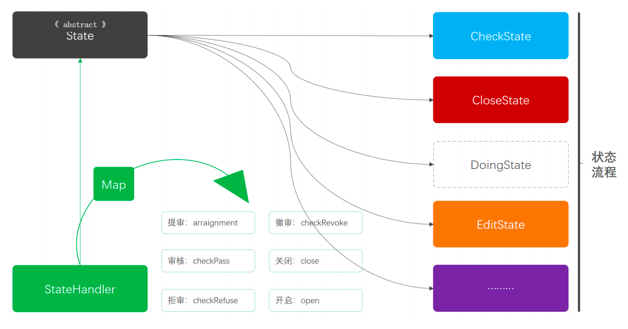 《 abstract 》
State
CheckState
CloseState
DoingState
EditState
………
状态
流程
Map
StateHandler
提审：arraignment
撤审：checkRevoke
审核：checkPass
关闭：close
拒审：checkRefuse
开启：open